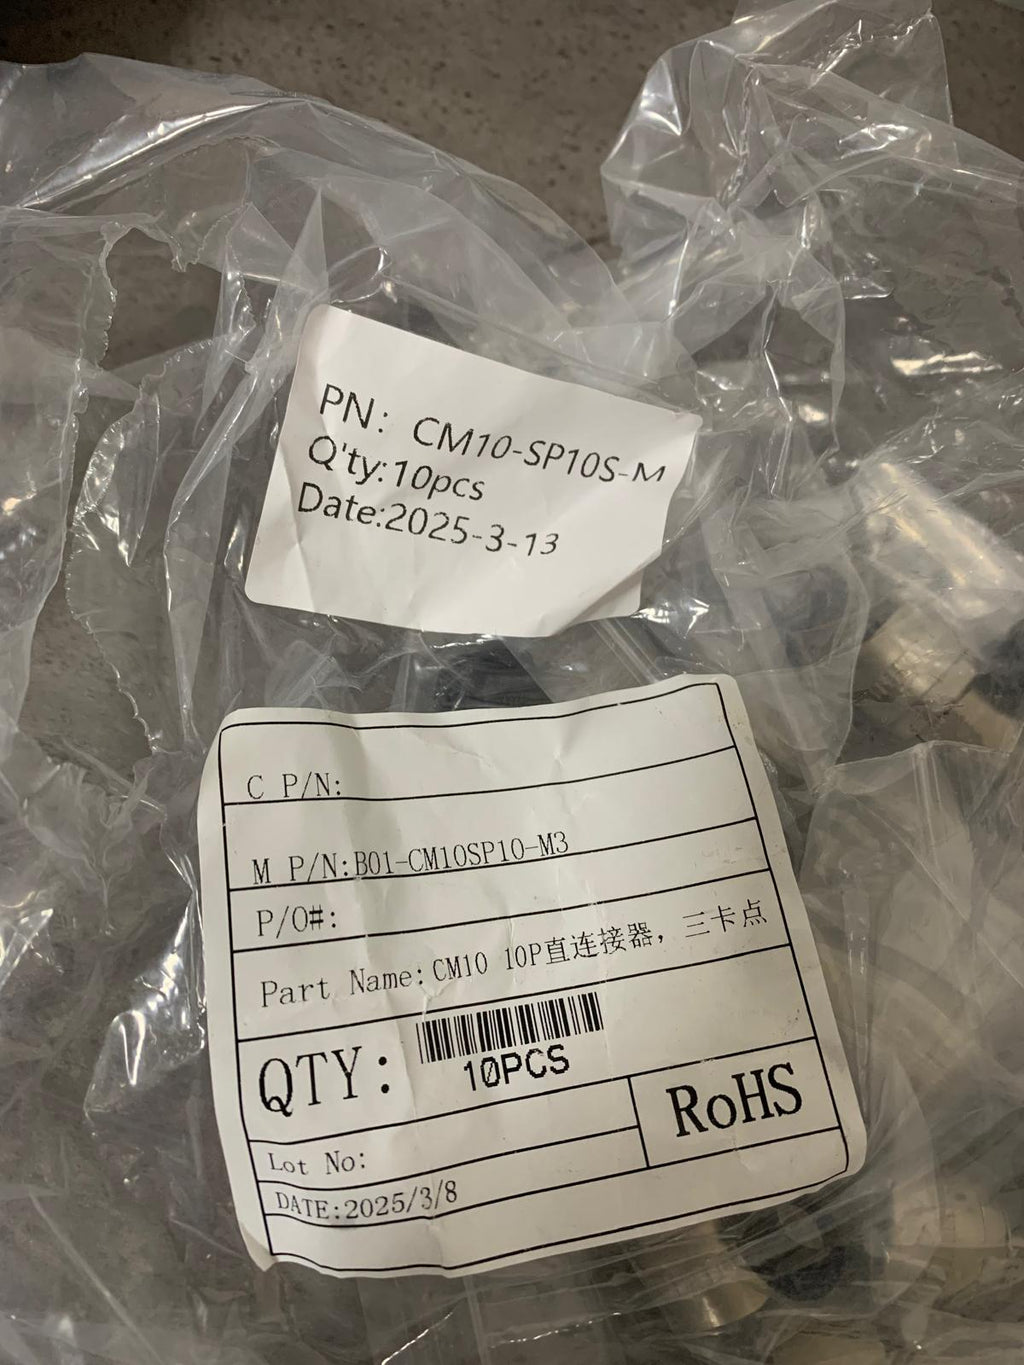 PN: CM10-SP10S-M
Q'ty:10pcs
Date:2025-3-13
C P/N:
M P/N:B01-CM10SP10-M3
P/O#:
Part Name:CM10 10P直连接器，三卡点
QTY: 10PCS
RoHS
Lot No:
DATE:2025/3/8